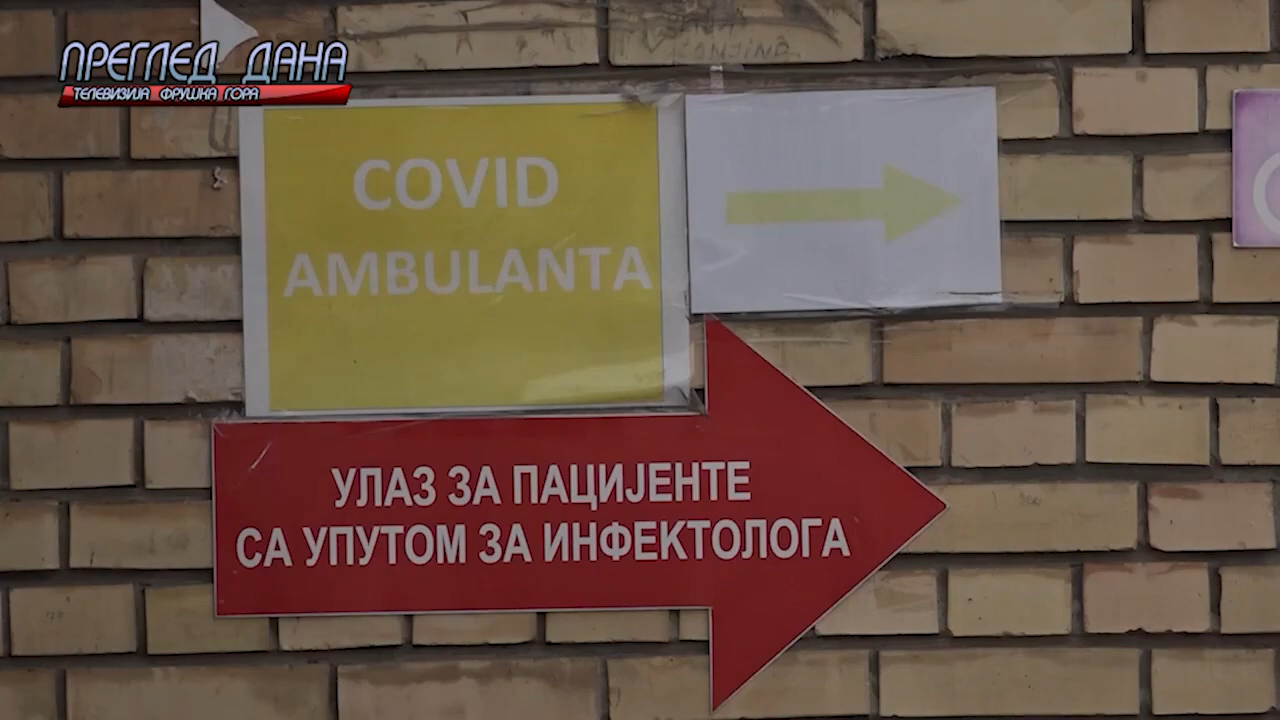 ПРЕГЛЕД ДАНА
ТЕЛЕВИЗИЈА ФРУШКА ГОРА
COVID
AMBULANTA
УЛАЗ ЗА ПАЦИЈЕНТЕ
СА УПУТОМ ЗА ИНФЕКТОЛОГА